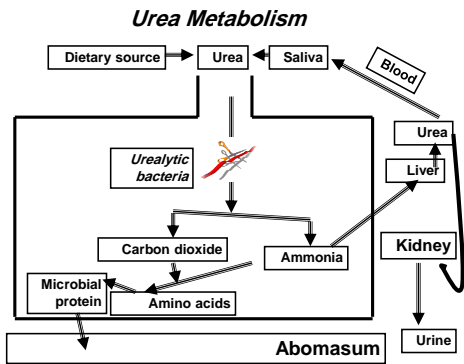 Urea Metabolism
Dietary source
Urea
Saliva
Blood
Urea
Urealytic
bacteria
Liver
Carbon dioxide
Ammonia
Kidney
Microbial
protein
Amino acids
Abomasum
Urine